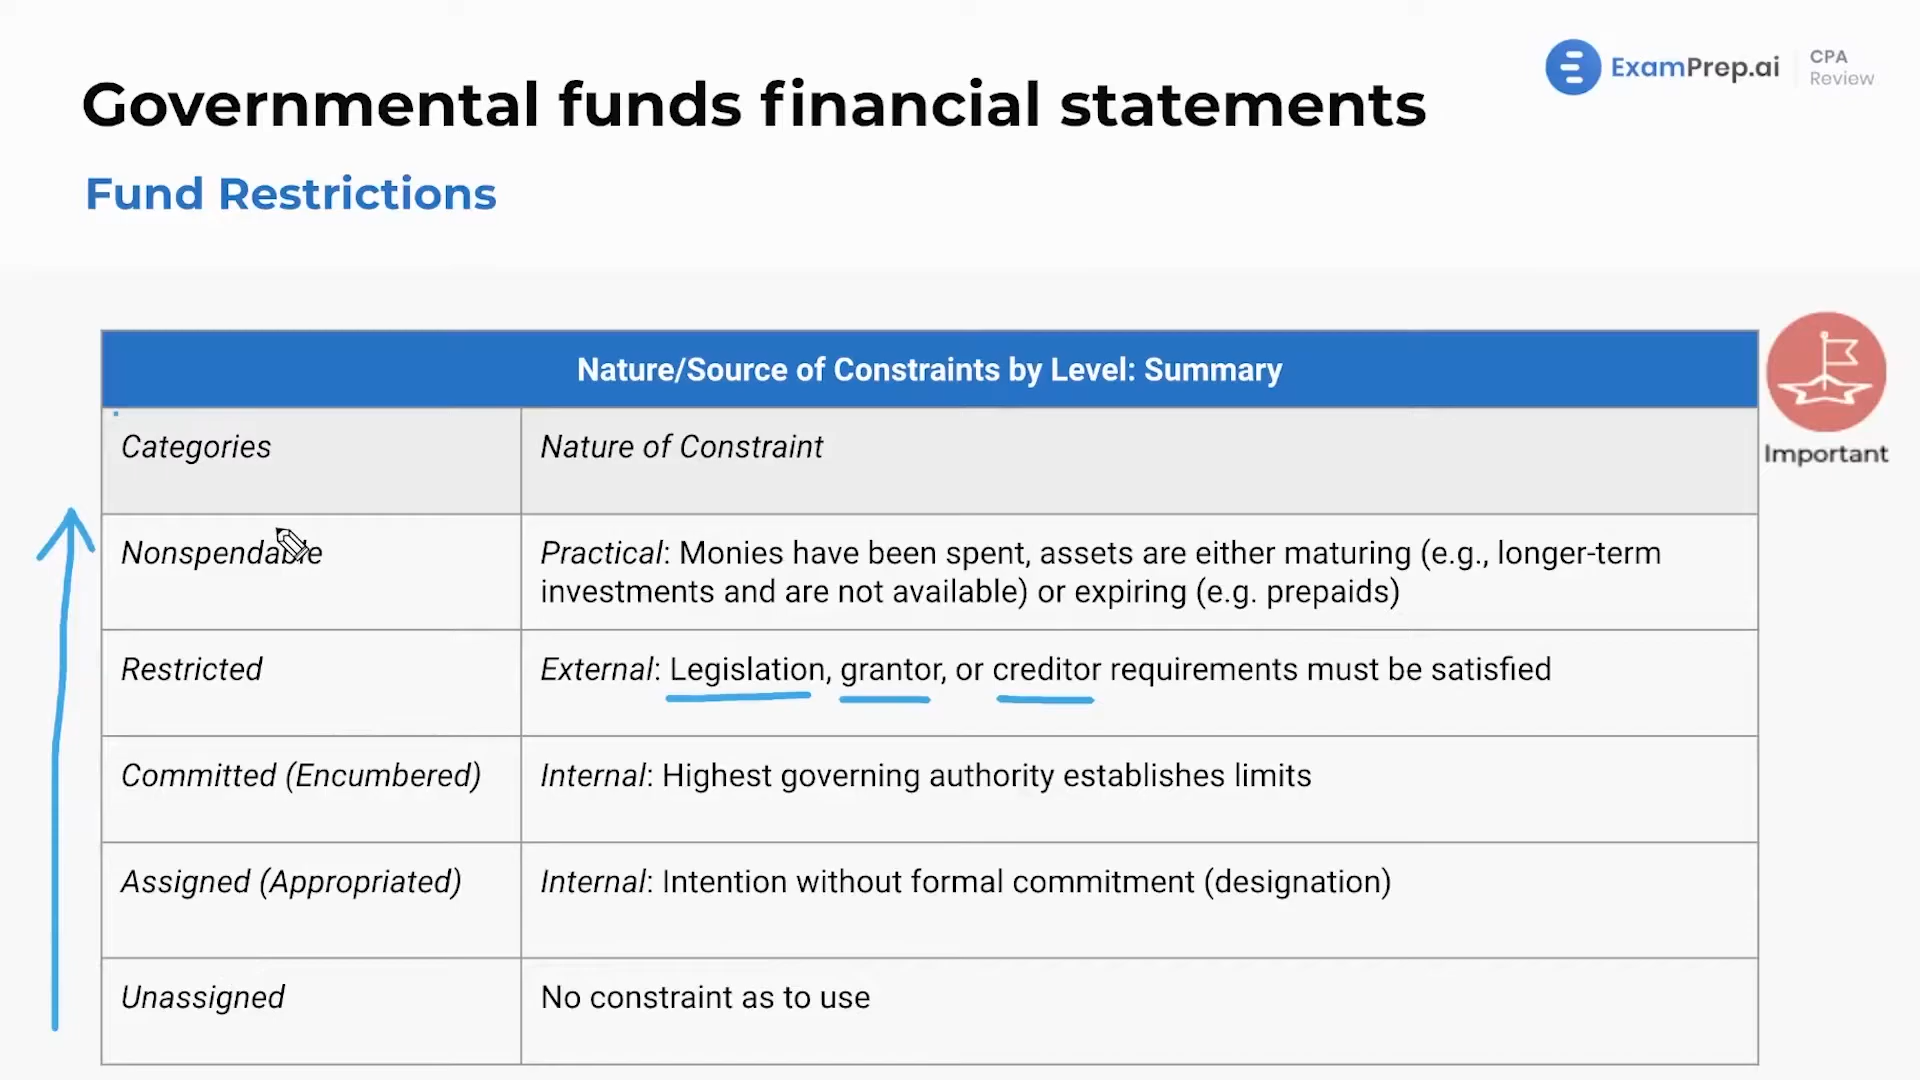 Governmental funds financial statements
ExamPrep.ai
CPA
Review
Fund Restrictions
Nature/Source of Constraints by Level: Summary
Categories
Nature of Constraint
Important
Nonspendable
Practical: Monies have been spent, assets are either maturing (e.g., longer-term
investments and are not available) or expiring (e.g. prepaids)
Restricted
External: Legislation, grantor, or creditor requirements must be satisfied
Committed (Encumbered)
Internal: Highest governing authority establishes limits
Assigned (Appropriated)
Internal: Intention without formal commitment (designation)
Unassigned
No constraint as to use